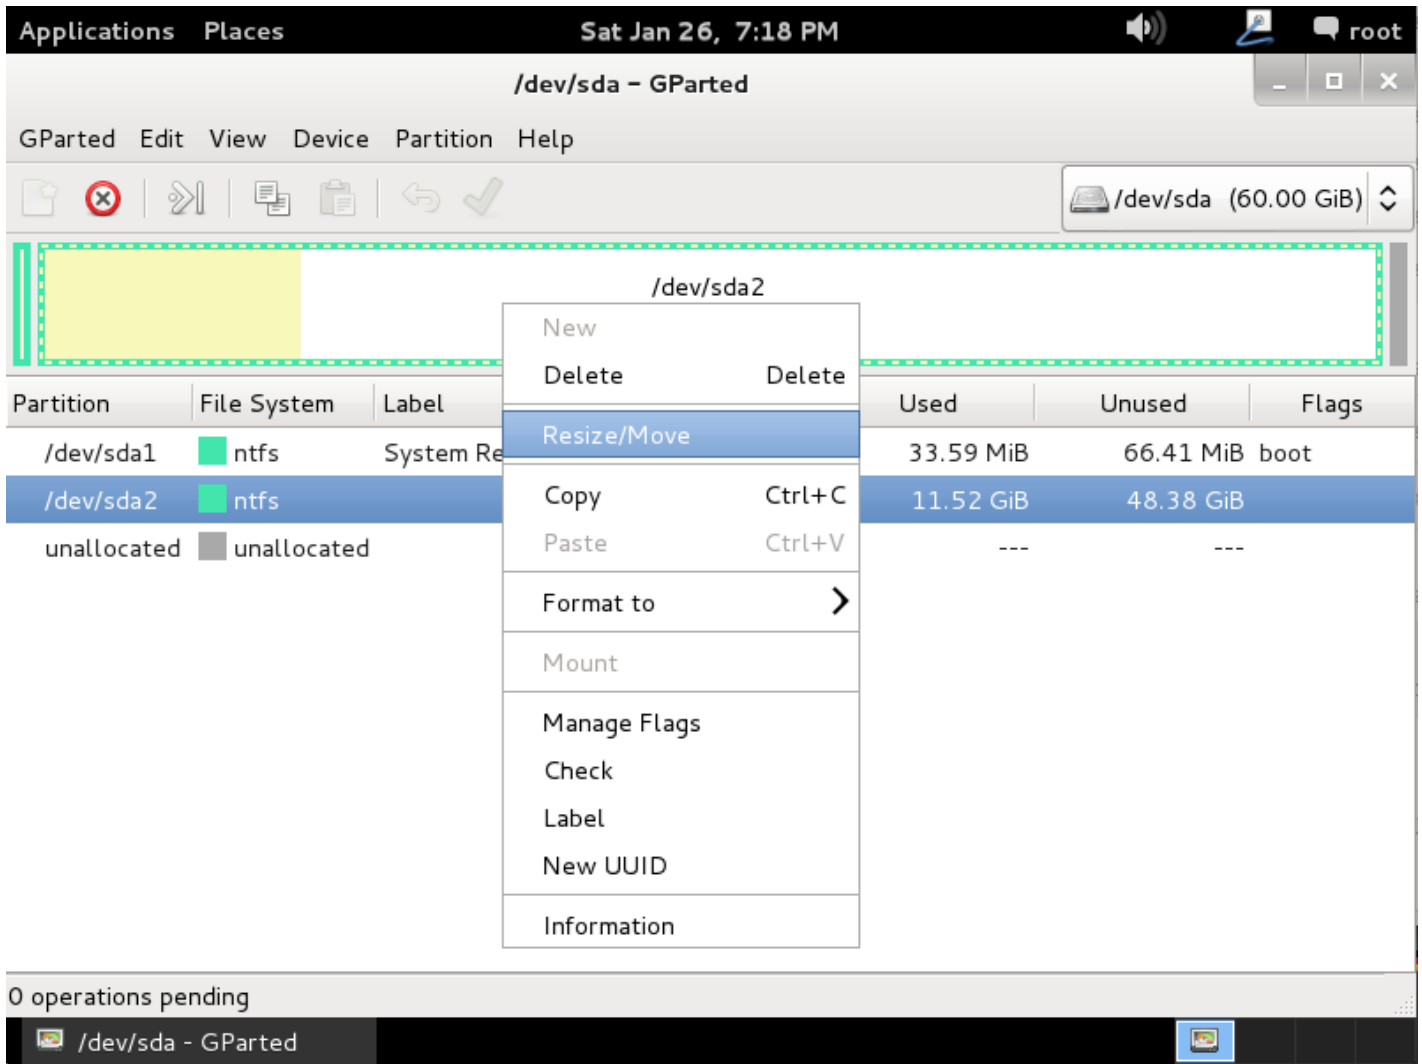 Applications Places Sat Jan 26, 7:18 PM root
/dev/sda - GParted
GParted Edit View Device Partition Help
/dev/sda (60.00 GiB)
/dev/sda2
New
Delete Delete
Resize/Move
Copy Ctrl+C
Paste Ctrl+V
Format to
Mount
Manage Flags
Check
Label
New UUID
Information
Partition File System Label Used Unused Flags
/dev/sda1 ntfs System Re 33.59 MiB 66.41 MiB boot
/dev/sda2 ntfs 11.52 GiB 48.38 GiB
unallocated unallocated --- ---
0 operations pending
/dev/sda - GParted